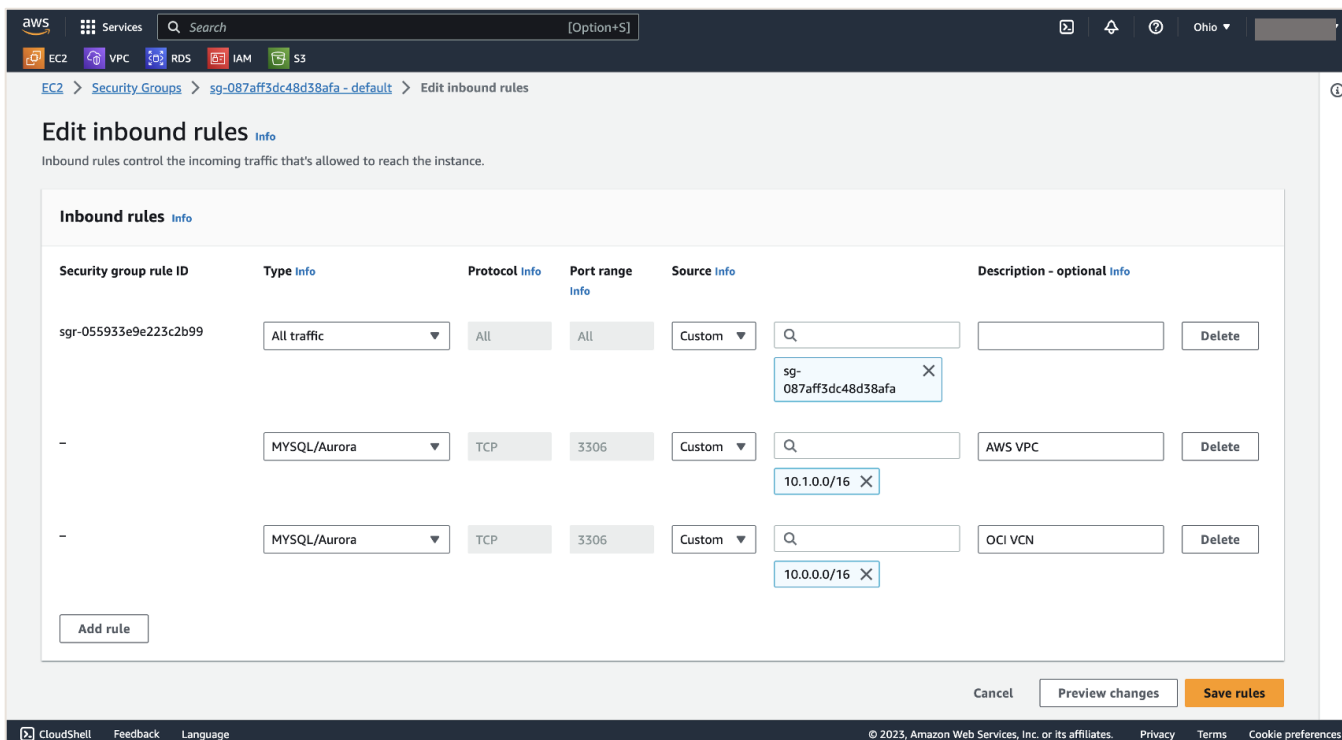 aws Services Search [Option+S] Ohio
EC2 VPC RDS IAM S3
EC2 > Security Groups > sg-087aff3dc48d38afa - default > Edit inbound rules
Edit inbound rules Info
Inbound rules control the incoming traffic that's allowed to reach the instance.
Inbound rules Info
Security group rule ID Type Info Protocol Info Port range Source Info Description - optional Info
Info
sgr-055933e9e223c2b99 All traffic All All Custom Delete
sg-
087aff3dc48d38afa
– MYSQL/Aurora TCP 3306 Custom AWS VPC Delete
10.1.0.0/16
– MYSQL/Aurora TCP 3306 Custom OCI VCN Delete
10.0.0.0/16
Add rule
Cancel Preview changes Save rules
CloudShell Feedback Language © 2023, Amazon Web Services, Inc. or its affiliates. Privacy Terms Cookie preferences